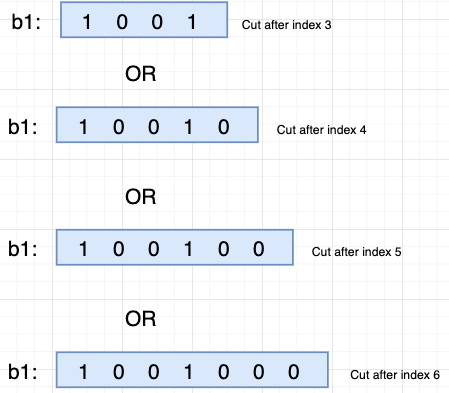 b1: 1 0 0 1 Cut after index 3
OR
b1: 1 0 0 1 0 Cut after index 4
OR
b1: 1 0 0 1 0 0 Cut after index 5
OR
b1: 1 0 0 1 0 0 0 Cut after index 6